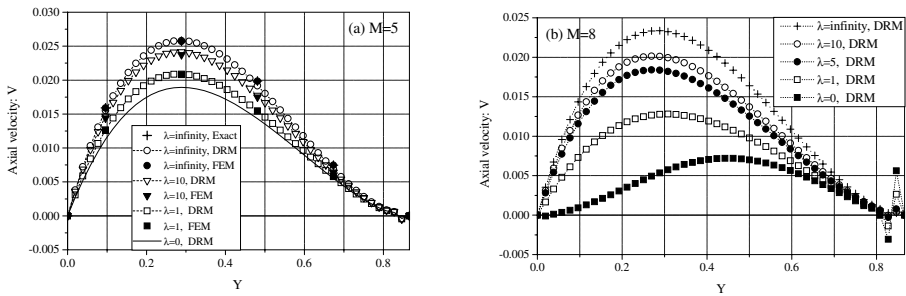 (a) M=5
Axial velocity: V
0.030
0.025
0.020
0.015
0.010
0.005
0.000
-0.005
0.0 0.2 0.4 0.6 0.8
Y
λ=infinity, Exact
λ=infinity, DRM
λ=infinity, FEM
λ=10, DRM
λ=10, FEM
λ=1, DRM
λ=1, FEM
λ=0, DRM
(b) M=8
Axial velocity: V
0.025
0.020
0.015
0.010
0.005
0.000
-0.005
0.0 0.2 0.4 0.6 0.8
Y
λ=infinity, DRM
λ=10, DRM
λ=5, DRM
λ=1, DRM
λ=0, DRM